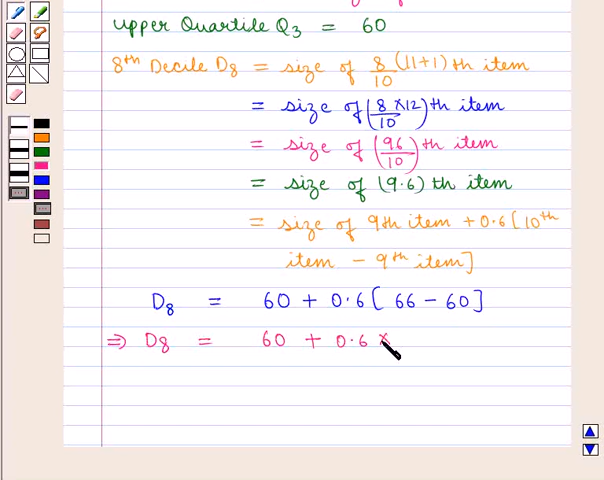 Upper Quartile Q3 = 60
8th Decile D8 = size of 8/10 (11+1)th item
= size of (8×12/10)th item
= size of (96/10)th item
= size of (9.6)th item
= size of 9th item + 0.6[10th
item - 9th item]
D8 = 60 + 0.6[66 - 60]
⇒ D8 = 60 + 0.6 ×